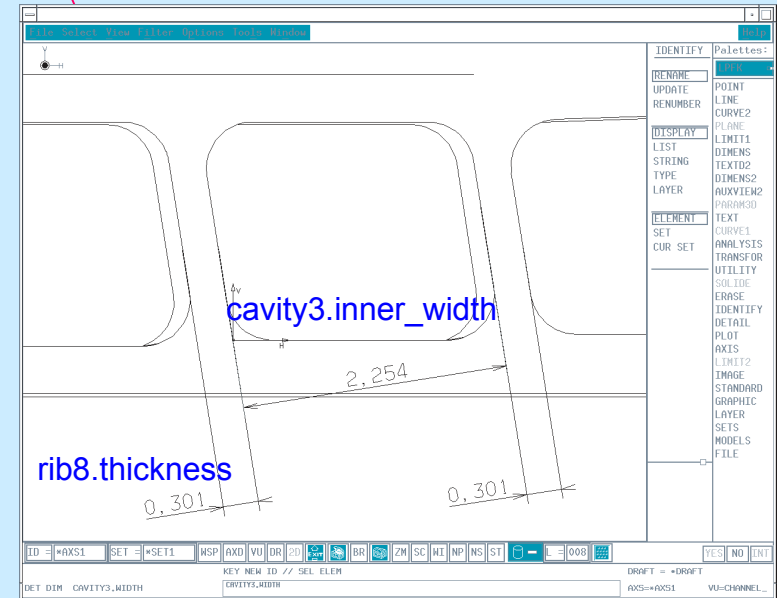 File Select View Filter Options Tools Window Help
Y
H
IDENTIFY
RENAME
UPDATE
RENUMBER
DISPLAY
LIST
STRING
TYPE
LAYER
ELEMENT
SET
CUR SET
Palettes:
POINT
LINE
CURVE2
PLANE
LIMIT1
DIMENS
TEXTD2
DIMENS2
AUXVIEW2
PARAM3D
TEXT
CURVE1
ANALYSIS
TRANSFOR
UTILITY
SOLIDE
ERASE
IDENTIFY
DETAIL
PLOT
AXIS
LIMIT2
IMAGE
STANDARD
GRAPHIC
LAYER
SETS
MODELS
FILE
V
cavity3.inner_width
H
2,254
rib8.thickness
0,301
0,301
ID = *AXS1 SET = *SET1 WSP AXD VU DR 2D EXIT BR ZM SC WI NP NS ST L = 008 YES NO INT
KEY NEW ID // SEL ELEM DRAFT = *DRAFT
DET DIM CAVITY3,WIDTH CAVITY3,WIDTH AXS=*AXS1 VU=CHANNEL_